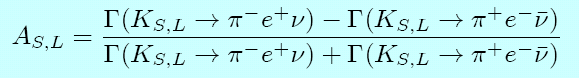 A_{S,L} = \frac{\Gamma(K_{S,L} \to \pi^- e^+ \nu) - \Gamma(K_{S,L} \to \pi^+ e^- \bar{\nu})}{\Gamma(K_{S,L} \to \pi^- e^+ \nu) + \Gamma(K_{S,L} \to \pi^+ e^- \bar{\nu})}